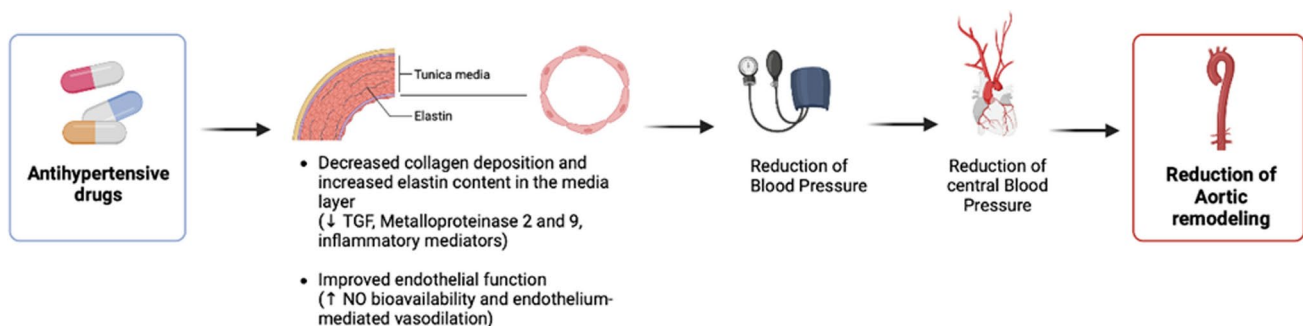 Antihypertensive
drugs
Tunica media
Elastin
• Decreased collagen deposition and
increased elastin content in the media
layer
(↓ TGF, Metalloproteinase 2 and 9,
inflammatory mediators)
• Improved endothelial function
(↑ NO bioavailability and endothelium-
mediated vasodilation)
Reduction of
Blood Pressure
Reduction of
central Blood
Pressure
Reduction of
Aortic
remodeling